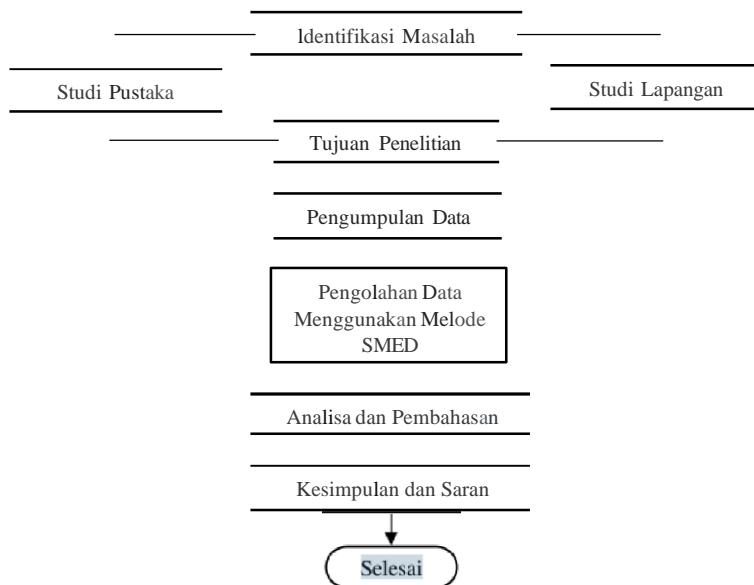 Identifikasi Masalah
Studi Pustaka
Studi Lapangan
Tujuan Penelitian
Pengumpulan Data
Pengolahan Data
Menggunakan Melode
SMED
Analisa dan Pembahasan
Kesimpulan dan Saran
Selesai